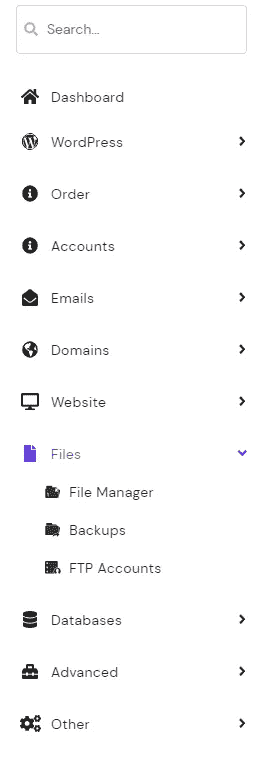 Search...
Dashboard
WordPress
Order
Accounts
Emails
Domains
Website
Files
File Manager
Backups
FTP Accounts
Databases
Advanced
Other